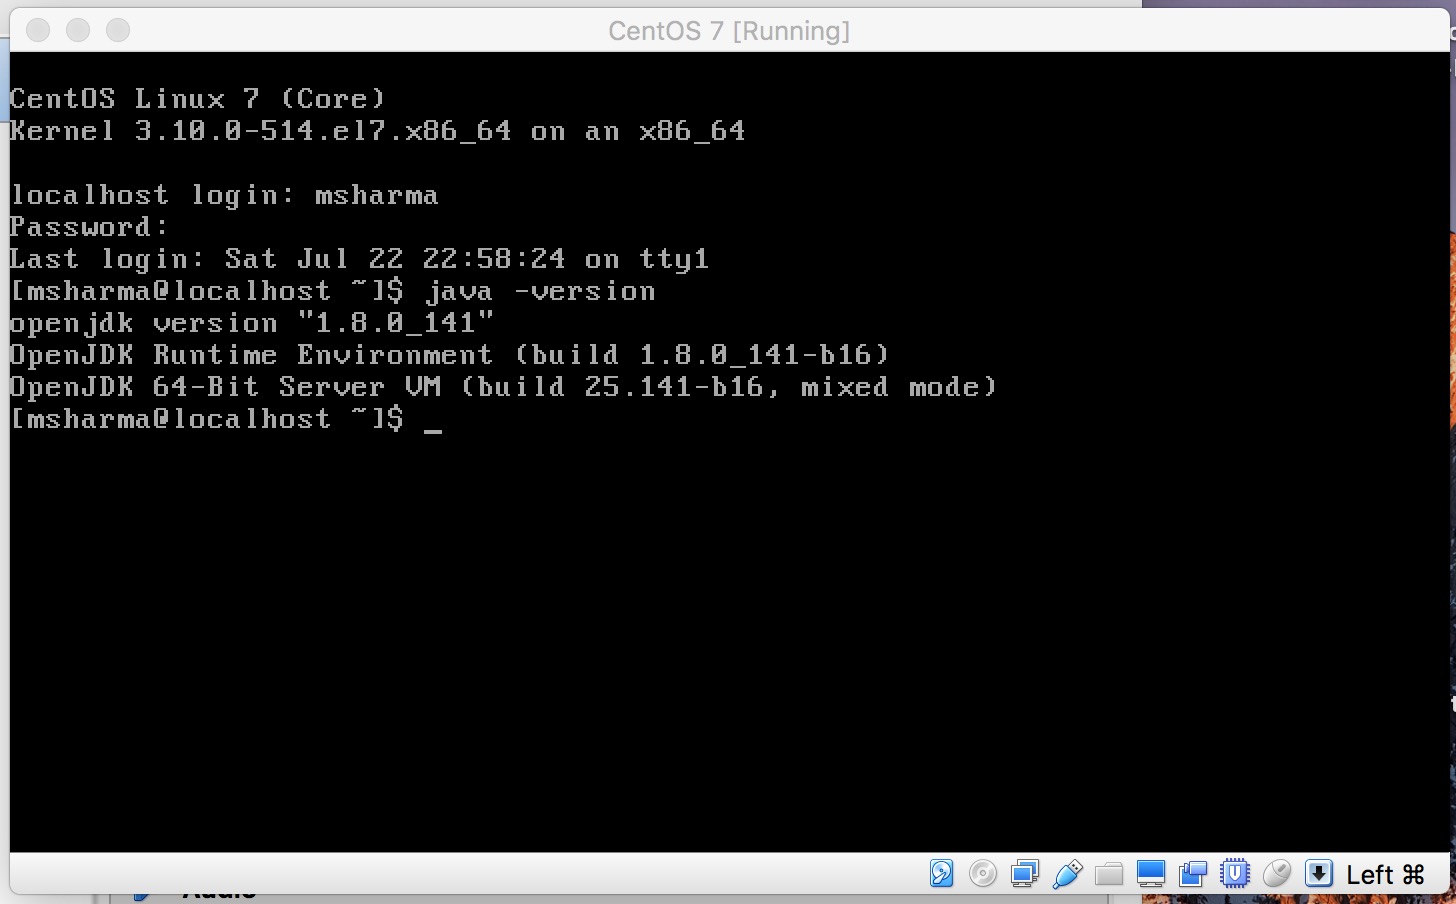 CentOS 7 [Running]
CentOS Linux 7 (Core)
Kernel 3.10.0-514.el7.x86_64 on an x86_64
localhost login: msharma
Password:
Last login: Sat Jul 22 22:58:24 on tty1
[msharma@localhost ~]$ java -version
openjdk version "1.8.0_141"
OpenJDK Runtime Environment (build 1.8.0_141-b16)
OpenJDK 64-Bit Server VM (build 25.141-b16, mixed mode)
[msharma@localhost ~]$ _
Left ⌘
Audio